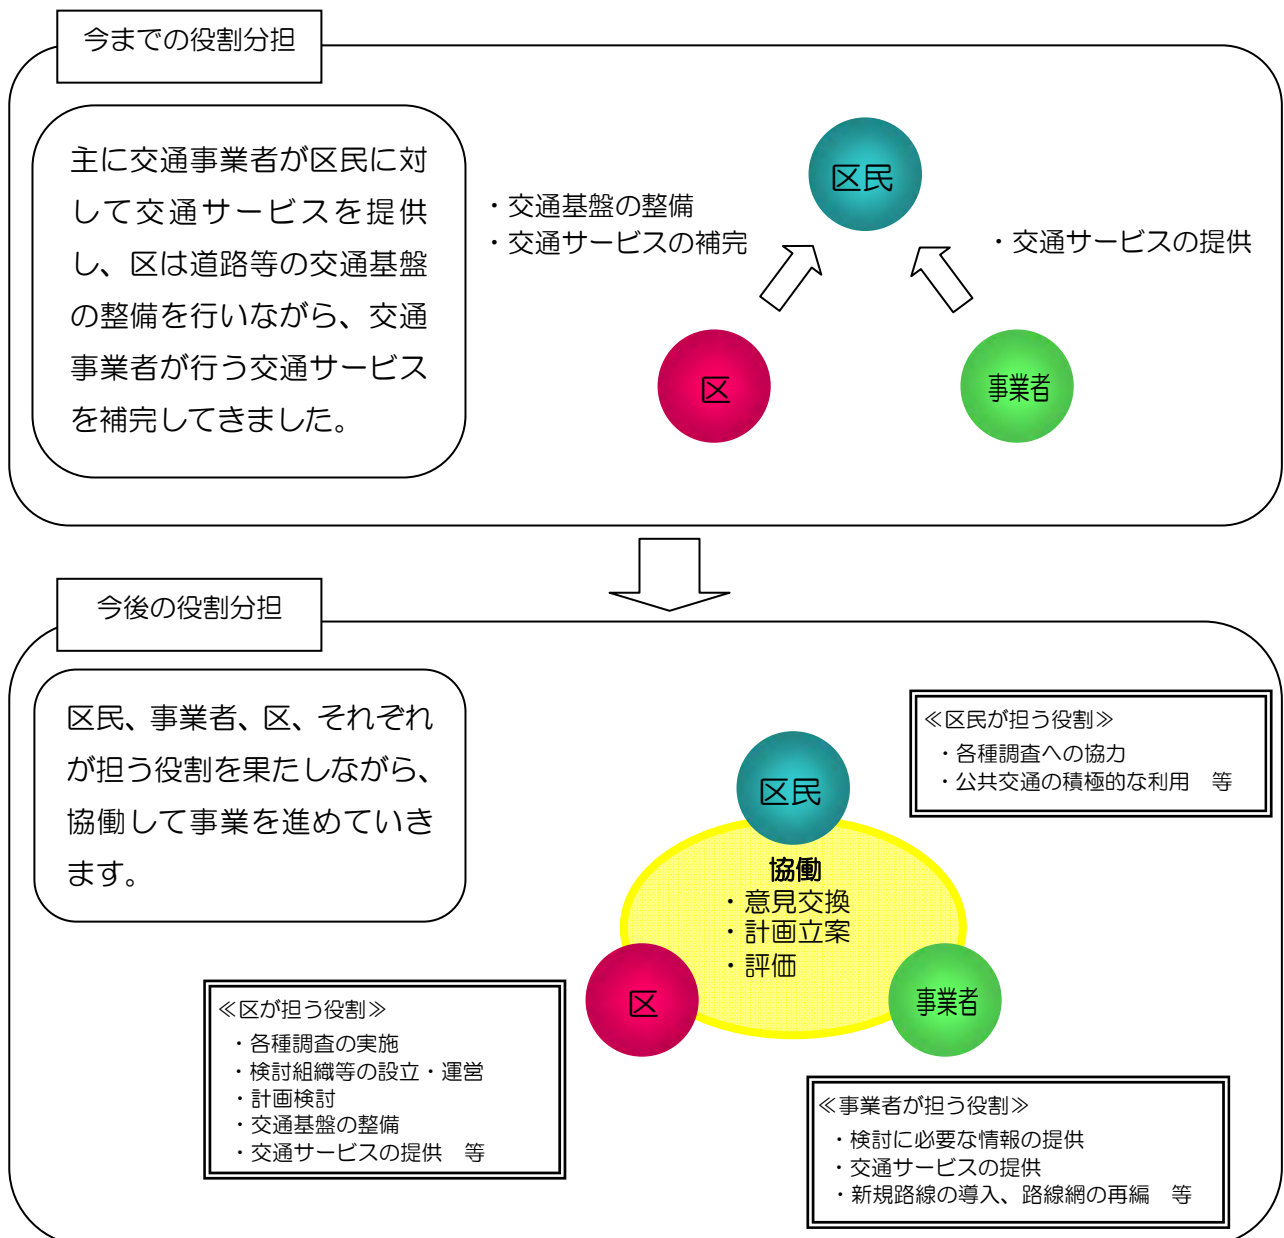 今までの役割分担
主に交通事業者が区民に対
して交通サービスを提供
し、区は道路等の交通基盤
の整備を行いながら、交通
事業者が行う交通サービス
を補完してきました。
区民
・交通基盤の整備
・交通サービスの補完
・交通サービスの提供
区
事業者
今後の役割分担
区民、事業者、区、それぞれ
が担う役割を果たしながら、
協働して事業を進めていき
ます。
≪区民が担う役割≫
・各種調査への協力
・公共交通の積極的な利用　等
区民
協働
・意見交換
・計画立案
・評価
区
事業者
≪区が担う役割≫
・各種調査の実施
・検討組織等の設立・運営
・計画検討
・交通基盤の整備
・交通サービスの提供　等
≪事業者が担う役割≫
・検討に必要な情報の提供
・交通サービスの提供
・新規路線の導入、路線網の再編　等